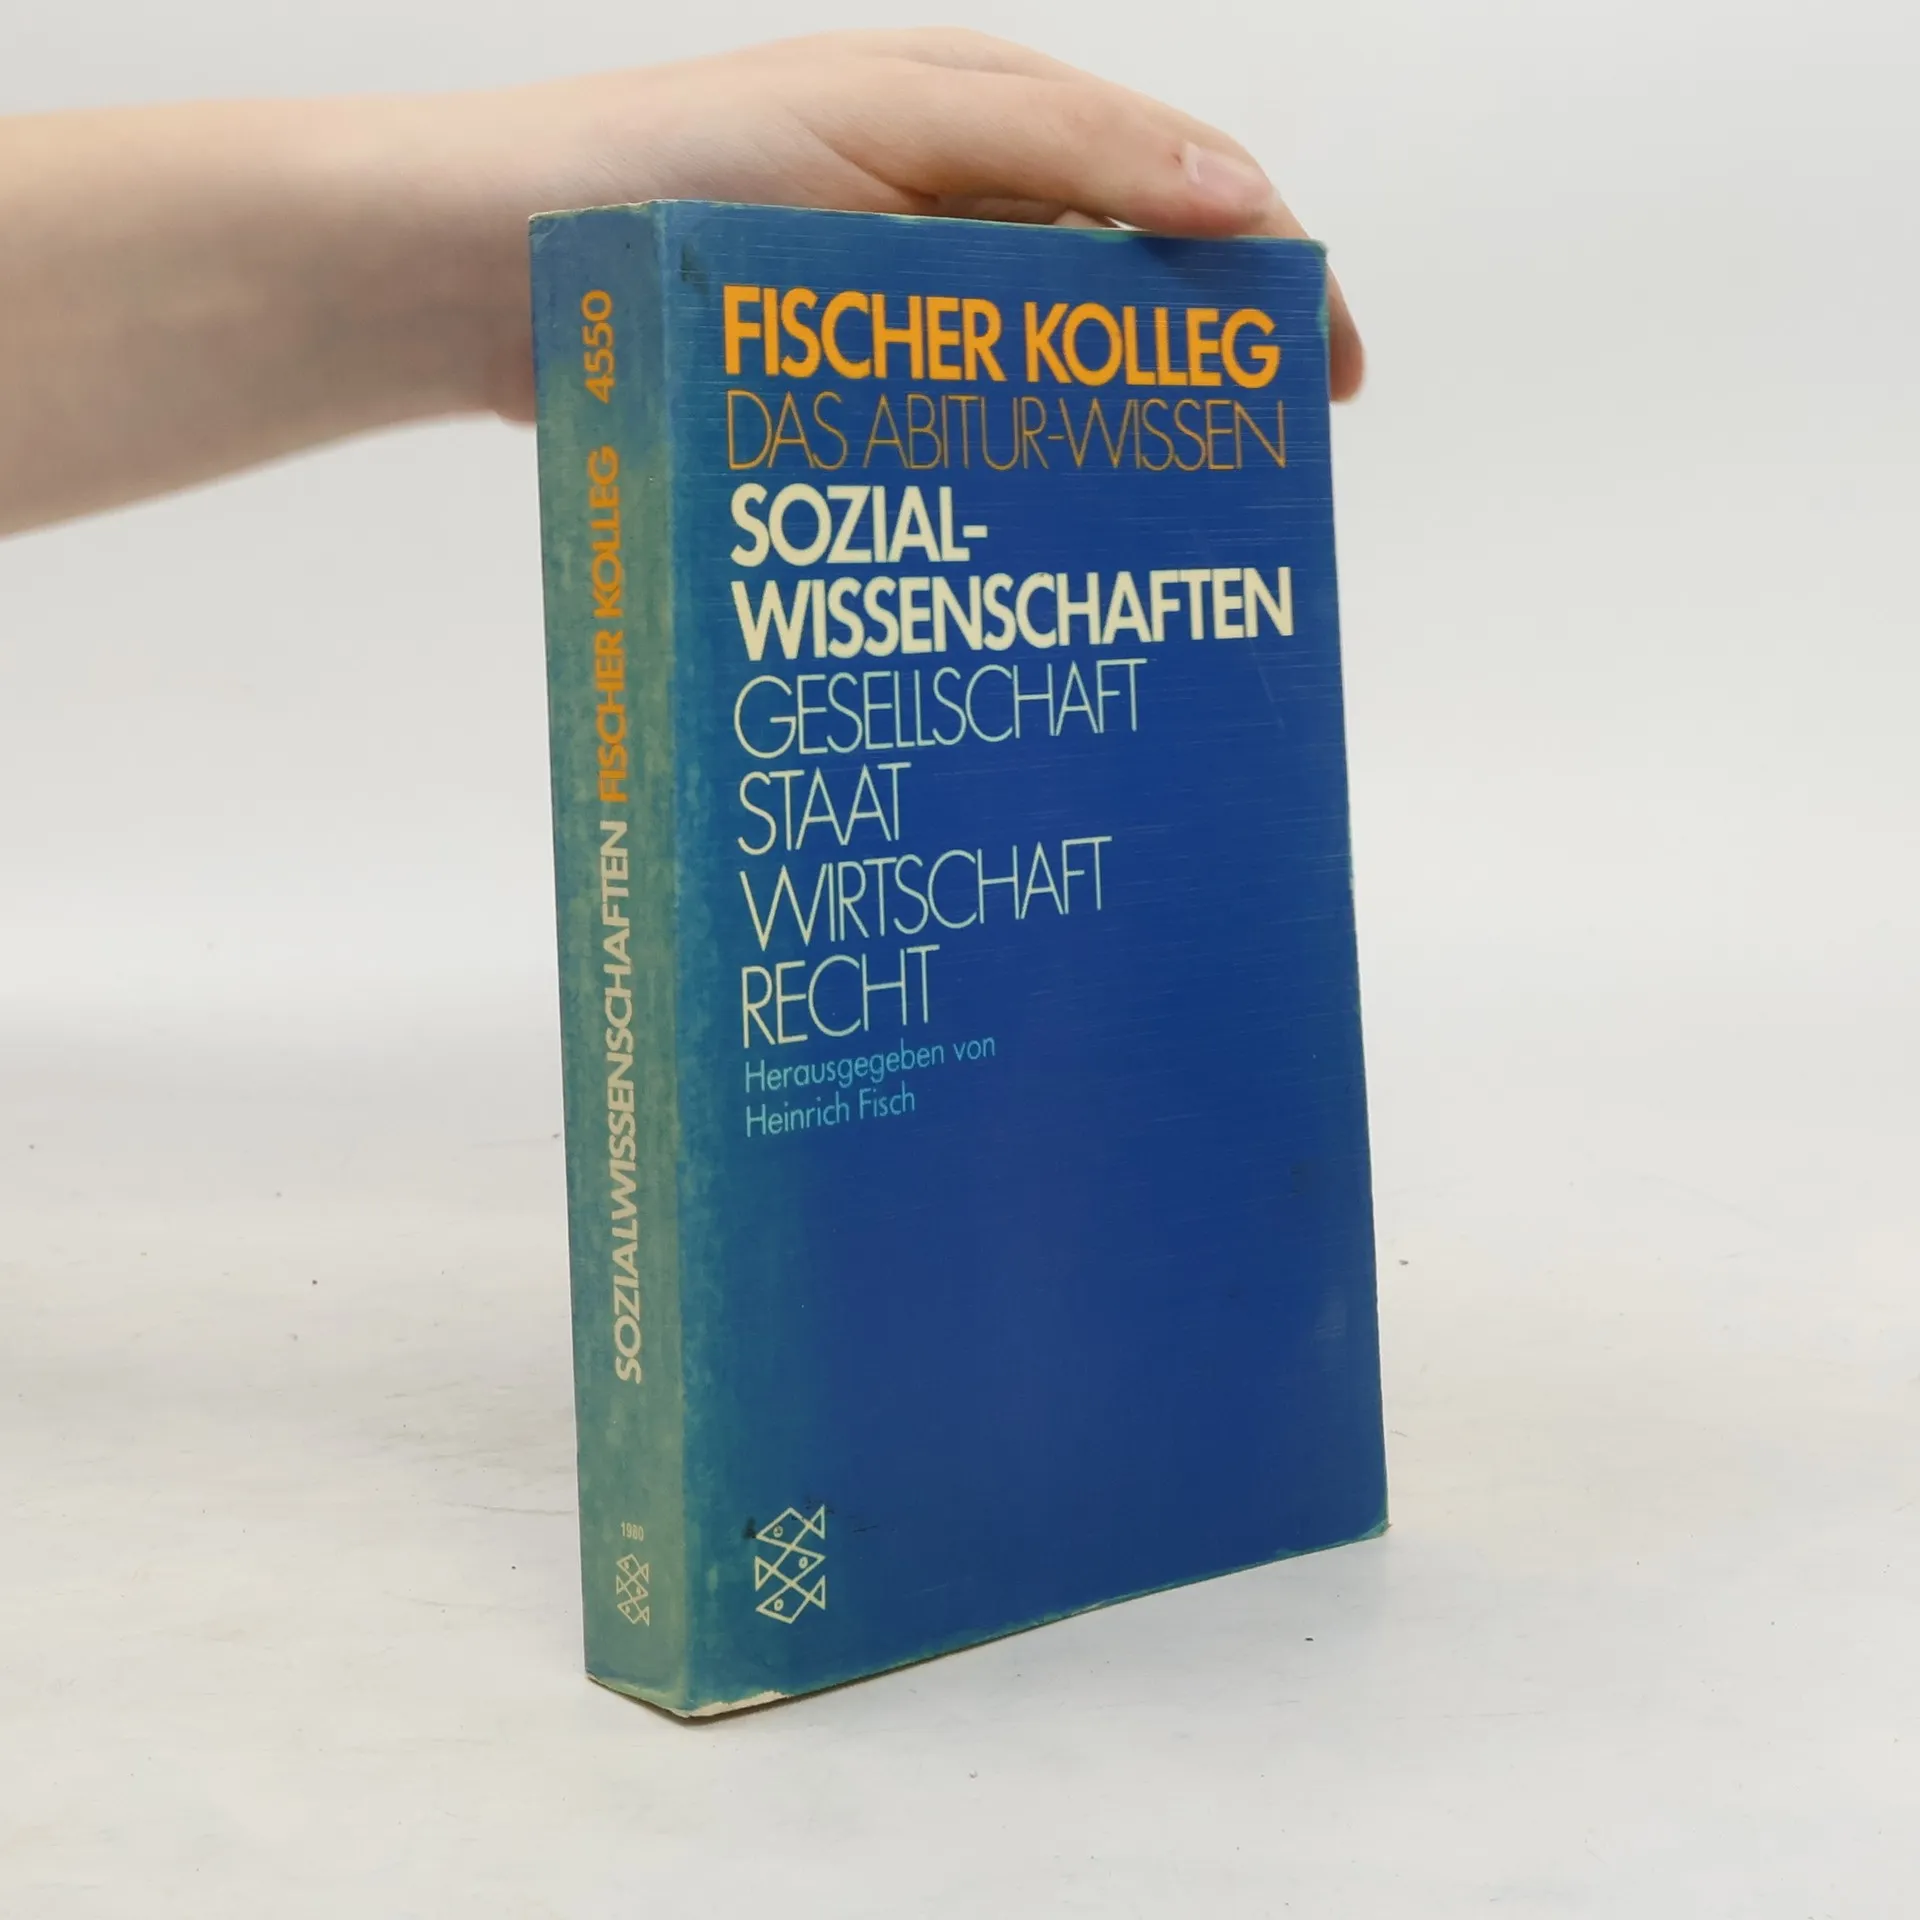 FISCHER KOLLEG
DAS ABITUR-WISSEN
SOZIAL-
WISSENSCHAFTEN
GESELLSCHAFT
STAAT
WIRTSCHAFT
RECHT
Herausgegeben von
Heinrich Fisch
SOZIALWISSENSCHAFTEN FISCHER KOLLEG 4550
1980